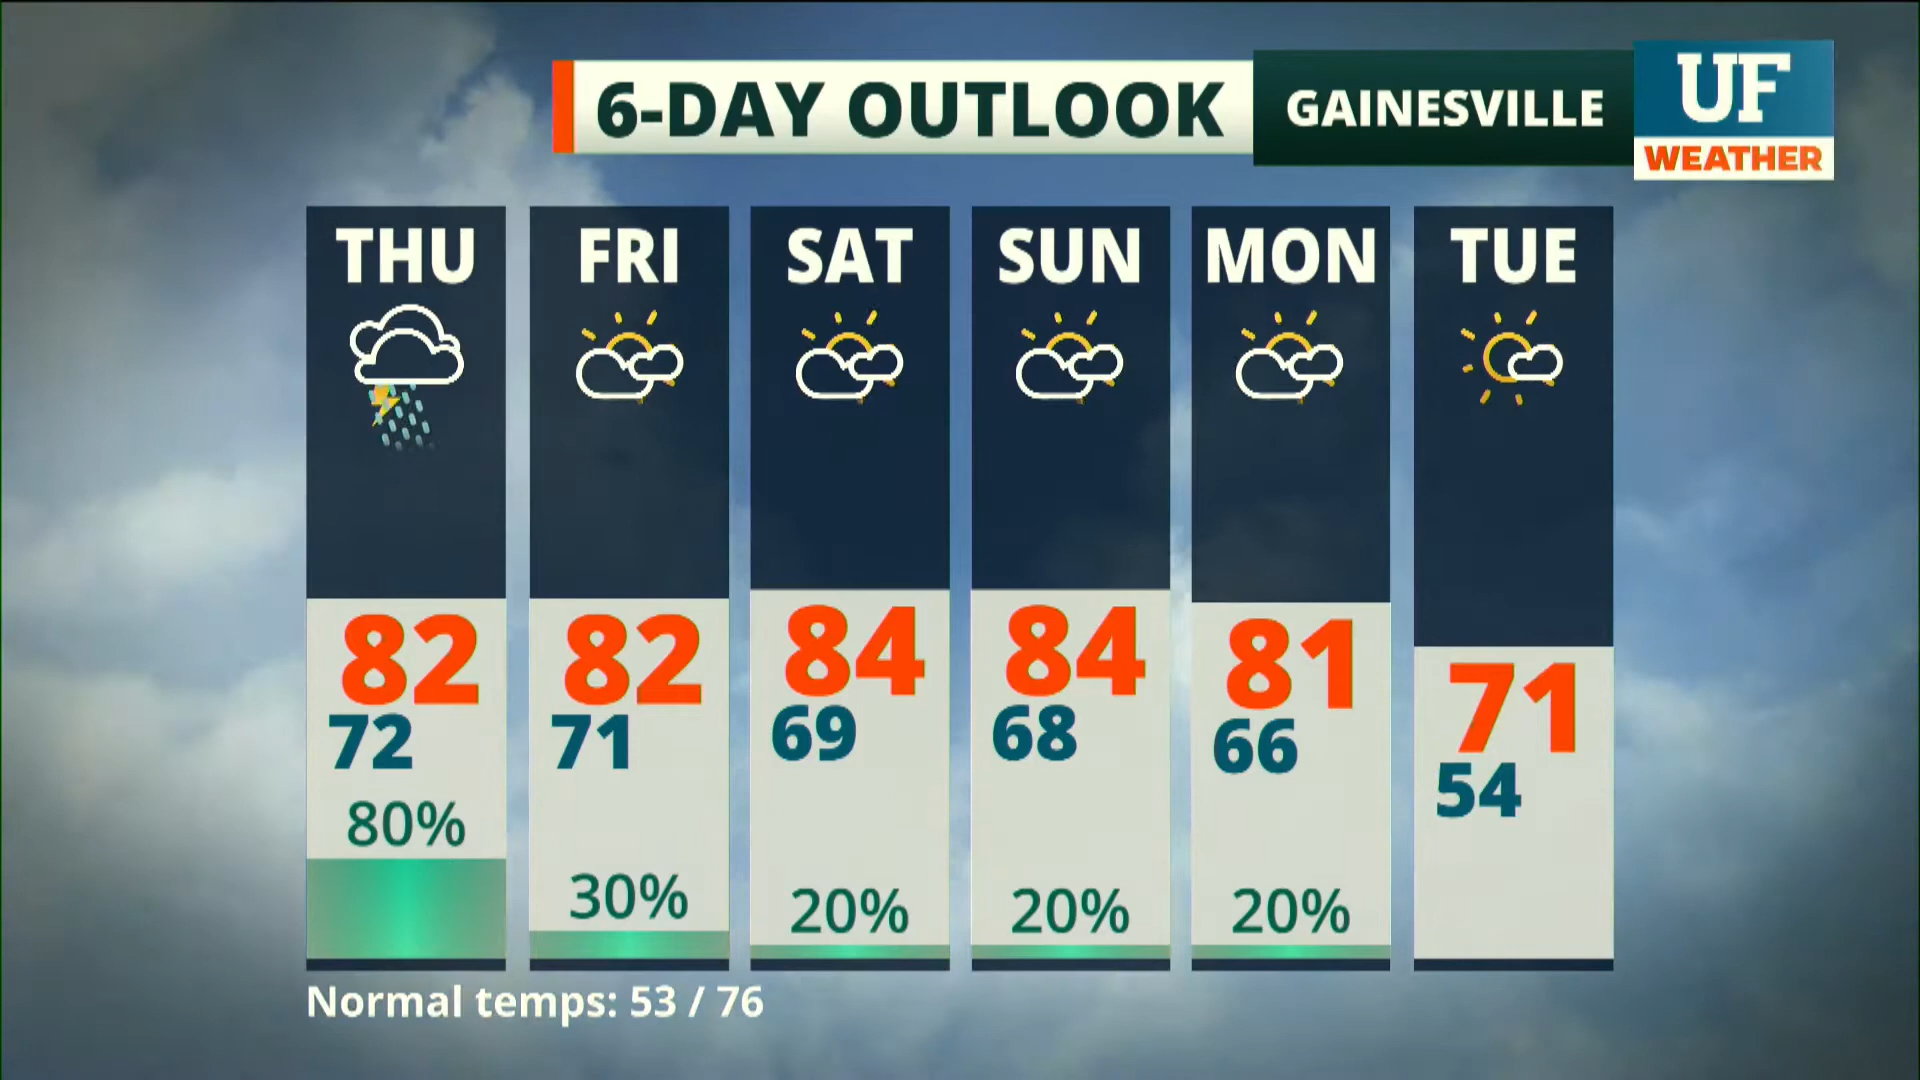 6-DAY OUTLOOK
GAINESVILLE
UF
WEATHER
THU
FRI
SAT
SUN
MON
TUE
82
72
80%
82
71
30%
84
69
20%
84
68
20%
81
66
20%
71
54
Normal temps: 53 / 76